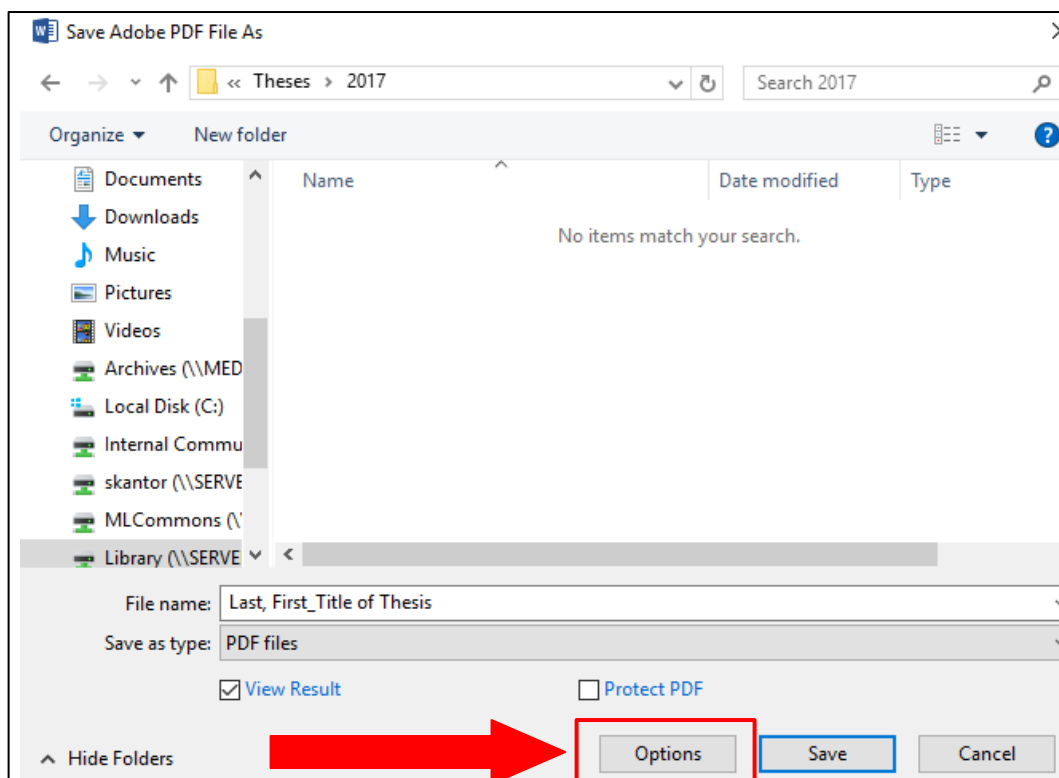 Save Adobe PDF File As
« Theses › 2017
Search 2017
Organize
New folder
?
Name
Date modified
Type
No items match your search.
Documents
Downloads
Music
Pictures
Videos
Archives (\\MED
Local Disk (C:)
Internal Commu
skantor (\\SERVE
MLCommons (\
Library (\\SERVE
File name: Last, First_Title of Thesis
Save as type: PDF files
View Result
Protect PDF
Hide Folders
Options
Save
Cancel